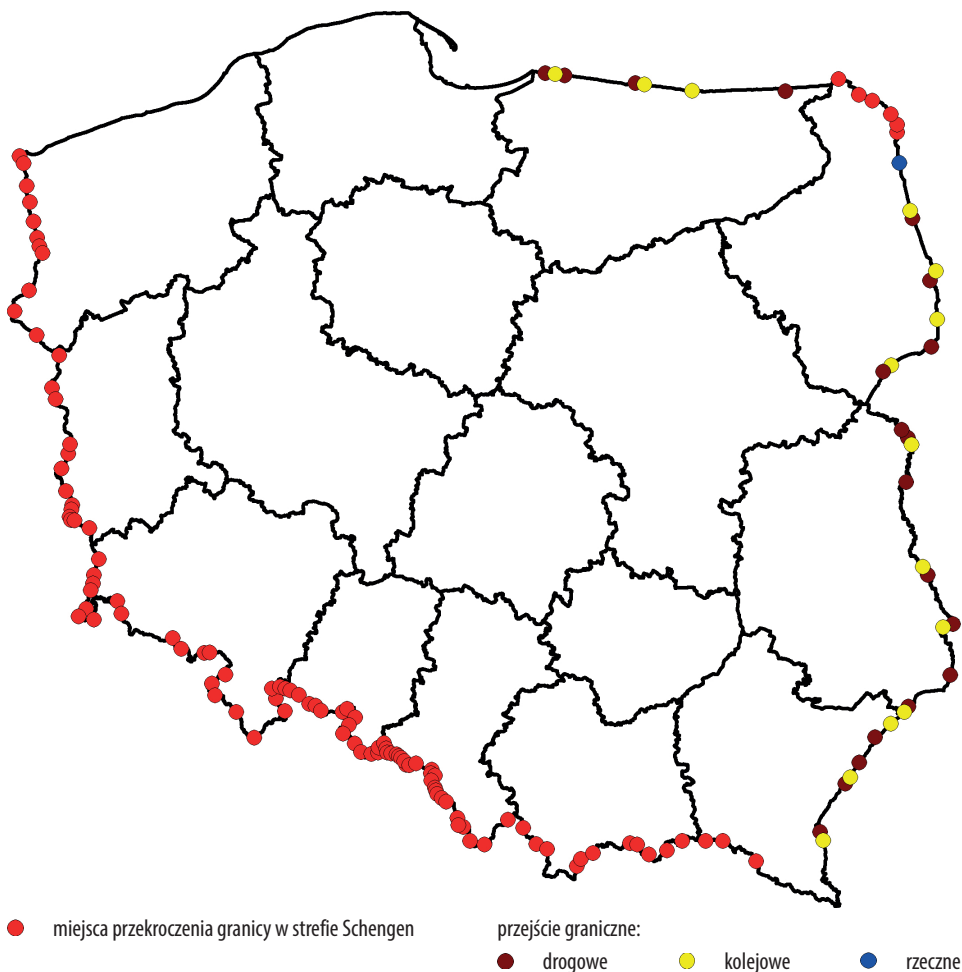 miejsca przekroczenia granicy w strefie Schengen
przejście graniczne:
drogowe
kolejowe
rzeczne